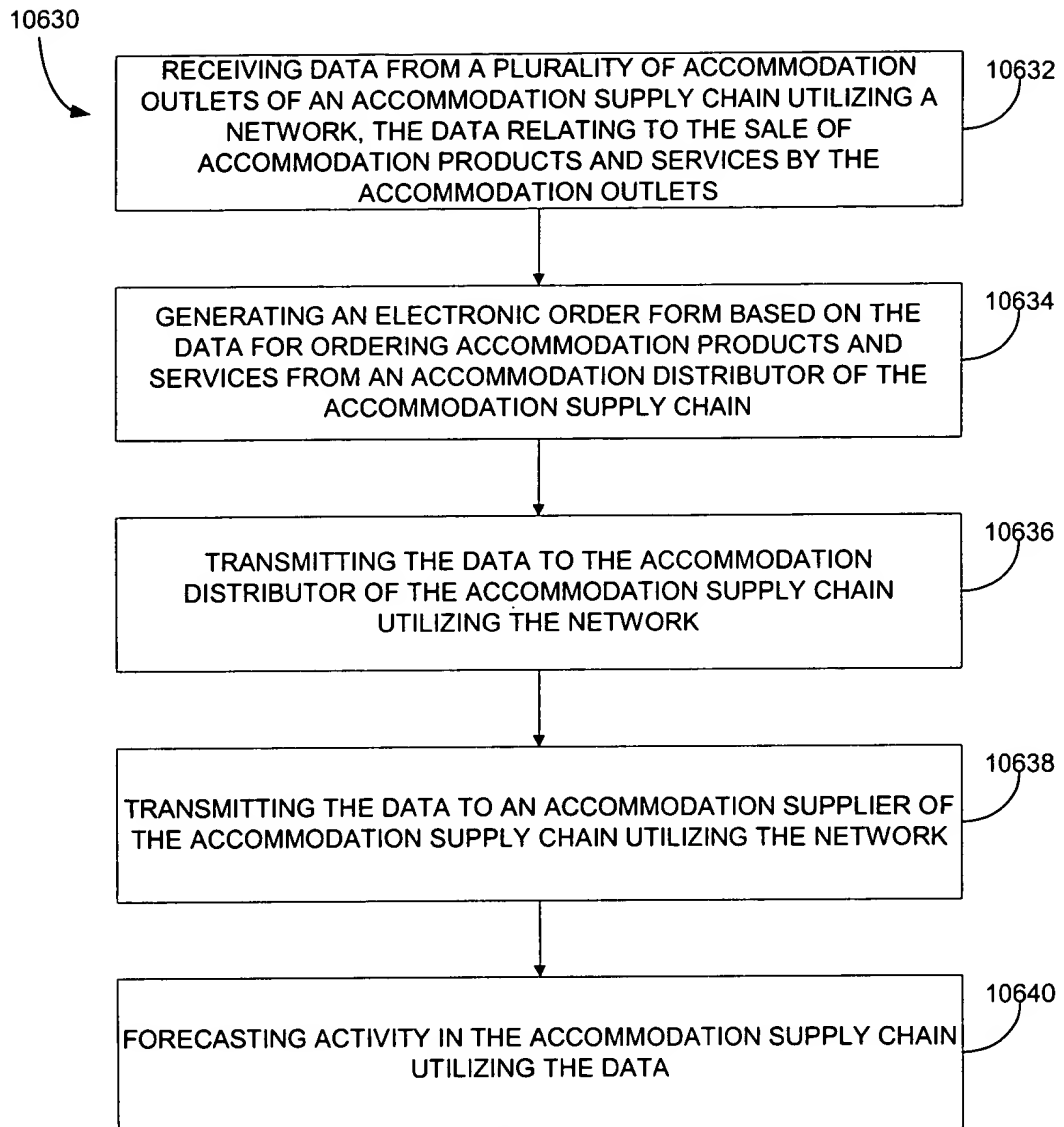 10630
RECEIVING DATA FROM A PLURALITY OF ACCOMMODATION
OUTLETS OF AN ACCOMMODATION SUPPLY CHAIN UTILIZING A
NETWORK, THE DATA RELATING TO THE SALE OF
ACCOMMODATION PRODUCTS AND SERVICES BY THE
ACCOMMODATION OUTLETS
10632
GENERATING AN ELECTRONIC ORDER FORM BASED ON THE
DATA FOR ORDERING ACCOMMODATION PRODUCTS AND
SERVICES FROM AN ACCOMMODATION DISTRIBUTOR OF THE
ACCOMMODATION SUPPLY CHAIN
10634
TRANSMITTING THE DATA TO THE ACCOMMODATION
DISTRIBUTOR OF THE ACCOMMODATION SUPPLY CHAIN
UTILIZING THE NETWORK
10636
TRANSMITTING THE DATA TO AN ACCOMMODATION SUPPLIER OF
THE ACCOMMODATION SUPPLY CHAIN UTILIZING THE NETWORK
10638
FORECASTING ACTIVITY IN THE ACCOMMODATION SUPPLY CHAIN
UTILIZING THE DATA
10640